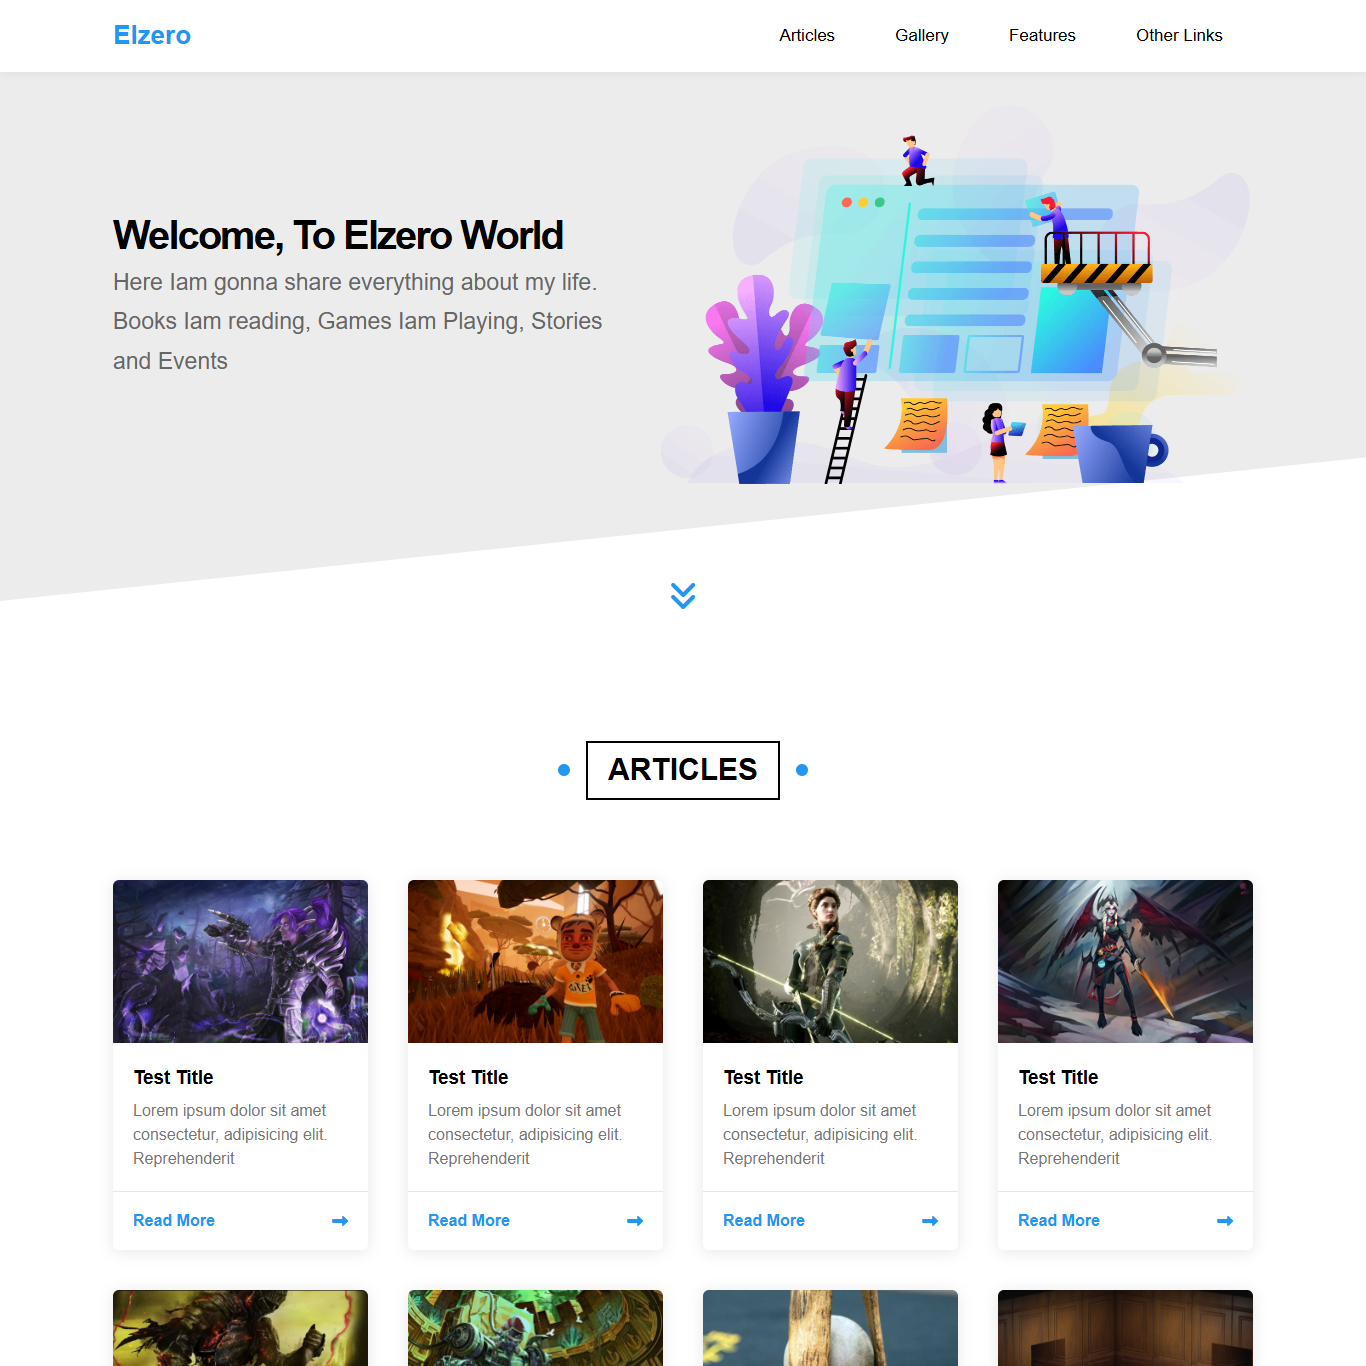 Elzero
Articles Gallery Features Other Links
Welcome, To Elzero World
Here Iam gonna share everything about my life.
Books Iam reading, Games Iam Playing, Stories
and Events
ARTICLES
Test Title
Lorem ipsum dolor sit amet
consectetur, adipisicing elit.
Reprehenderit
Read More
Test Title
Lorem ipsum dolor sit amet
consectetur, adipisicing elit.
Reprehenderit
Read More
Test Title
Lorem ipsum dolor sit amet
consectetur, adipisicing elit.
Reprehenderit
Read More
Test Title
Lorem ipsum dolor sit amet
consectetur, adipisicing elit.
Reprehenderit
Read More